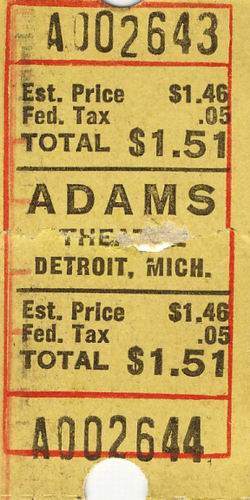 A002643
Est. Price $1.46
Fed. Tax .05
TOTAL $1.51
ADAMS
DETROIT, MICH.
Est. Price $1.46
Fed. Tax .05
TOTAL $1.51
A002644